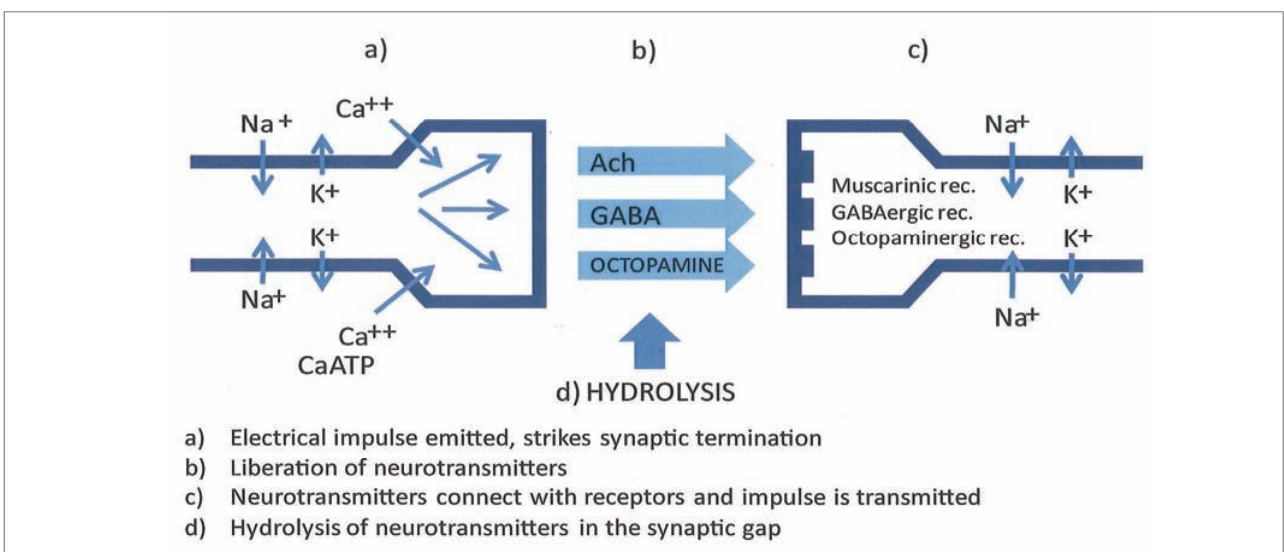 a)
b)
c)
Na+
K+
Ca++
K+
Na+
Ca++
CaATP
Ach
GABA
OCTOPAMINE
d) HYDROLYSIS
Muscarinic rec.
GABAergic rec.
Octopaminergic rec.
Na+
K+
K+
Na+
a) Electrical impulse emitted, strikes synaptic termination
b) Liberation of neurotransmitters
c) Neurotransmitters connect with receptors and impulse is transmitted
d) Hydrolysis of neurotransmitters in the synaptic gap